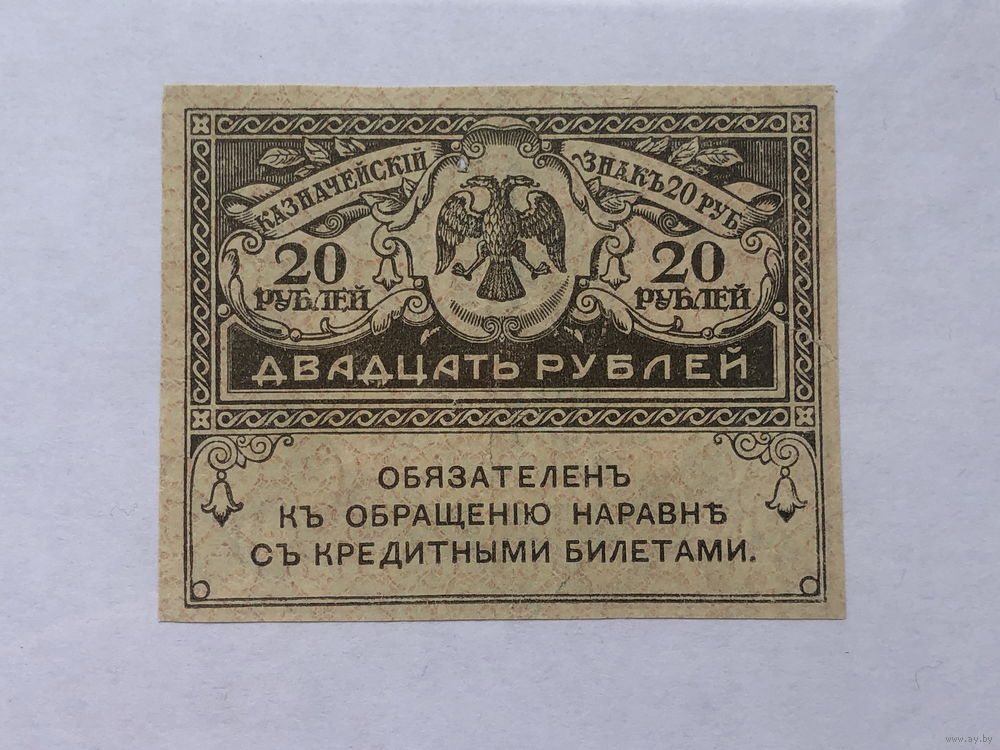 КАЗНАЧЕЙСКІЙ ЗНАКЪ 20 РУБ
20 20
РУБЛЕЙ РУБЛЕЙ
ДВАДЦАТЬ РУБЛЕЙ
ОБЯЗАТЕЛЕНЪ
КЪ ОБРАЩЕНІЮ НАРАВНѢ
СЪ КРЕДИТНЫМИ БИЛЕТАМИ.
www.ay.by